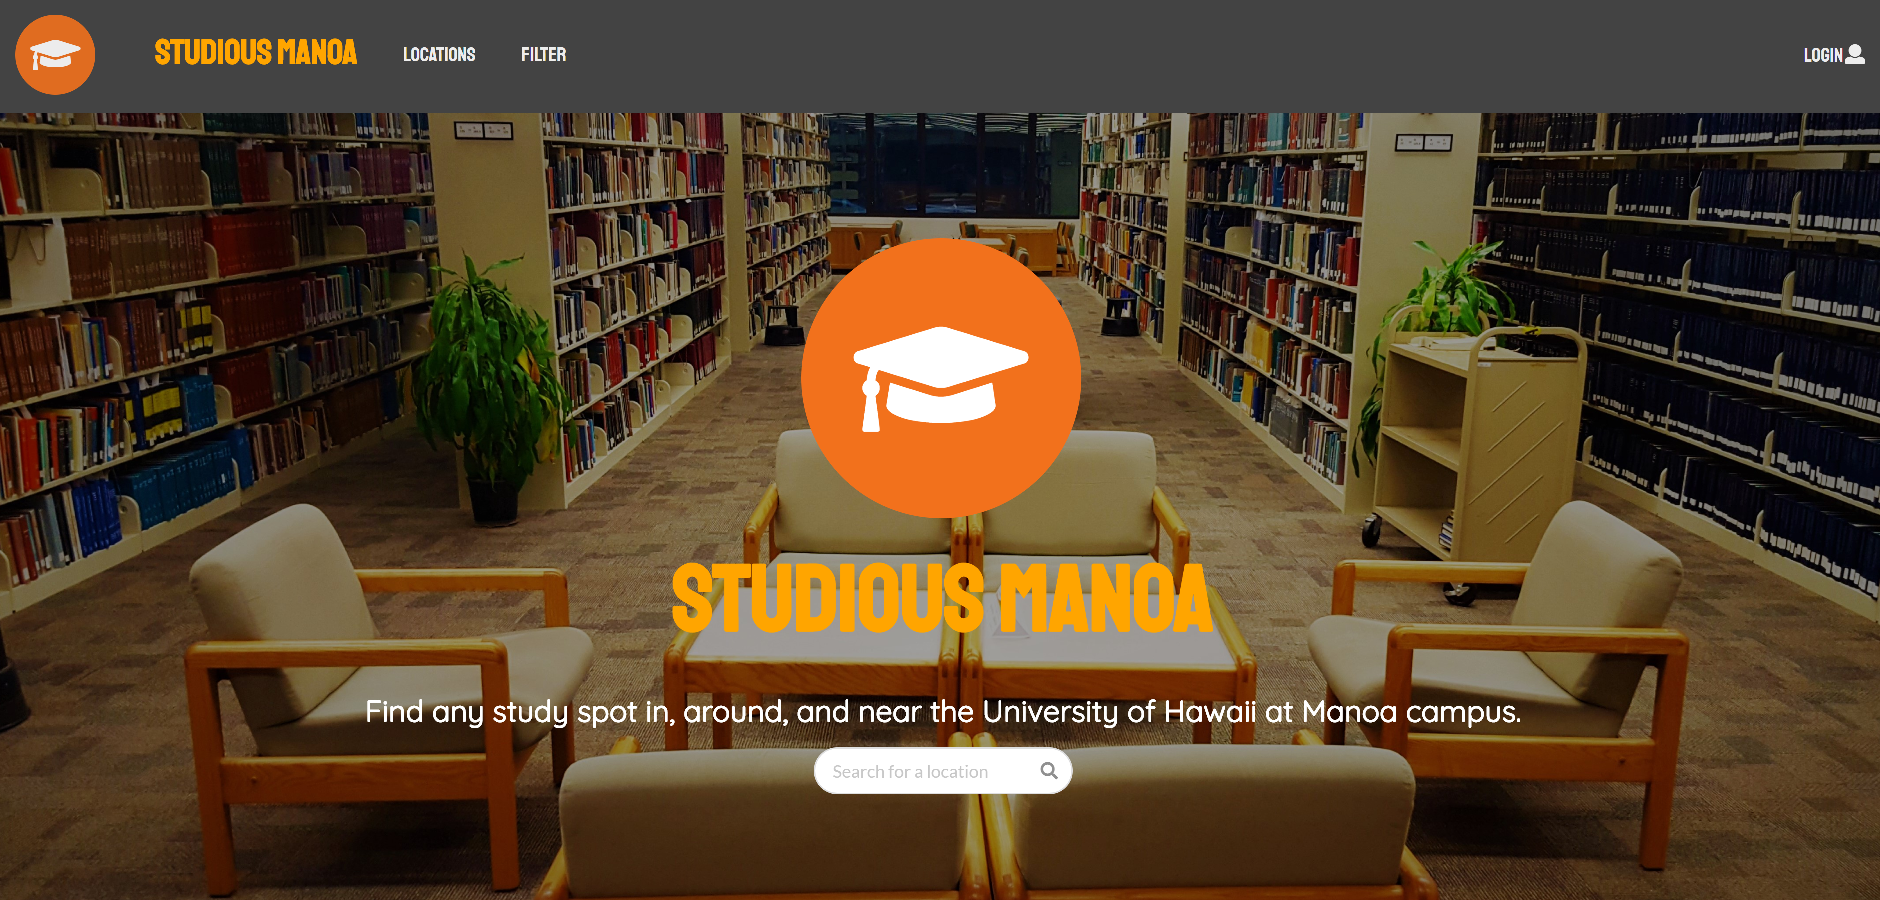 STUDIOUS MANOA
LOCATIONS
FILTER
LOGIN
STUDIOUS MANOA
Find any study spot in, around, and near the University of Hawaii at Manoa campus.
Search for a location